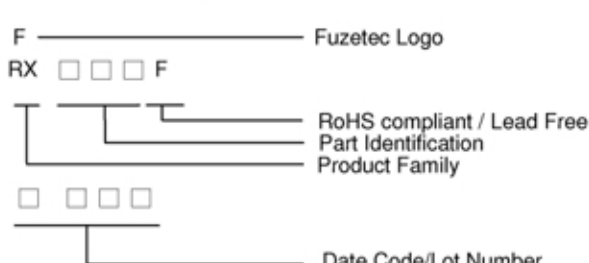 F Fuzetec Logo
RX □ □ □ F
RoHS compliant / Lead Free
Part Identification
Product Family
□ □ □ □
Date Code/Lot Number